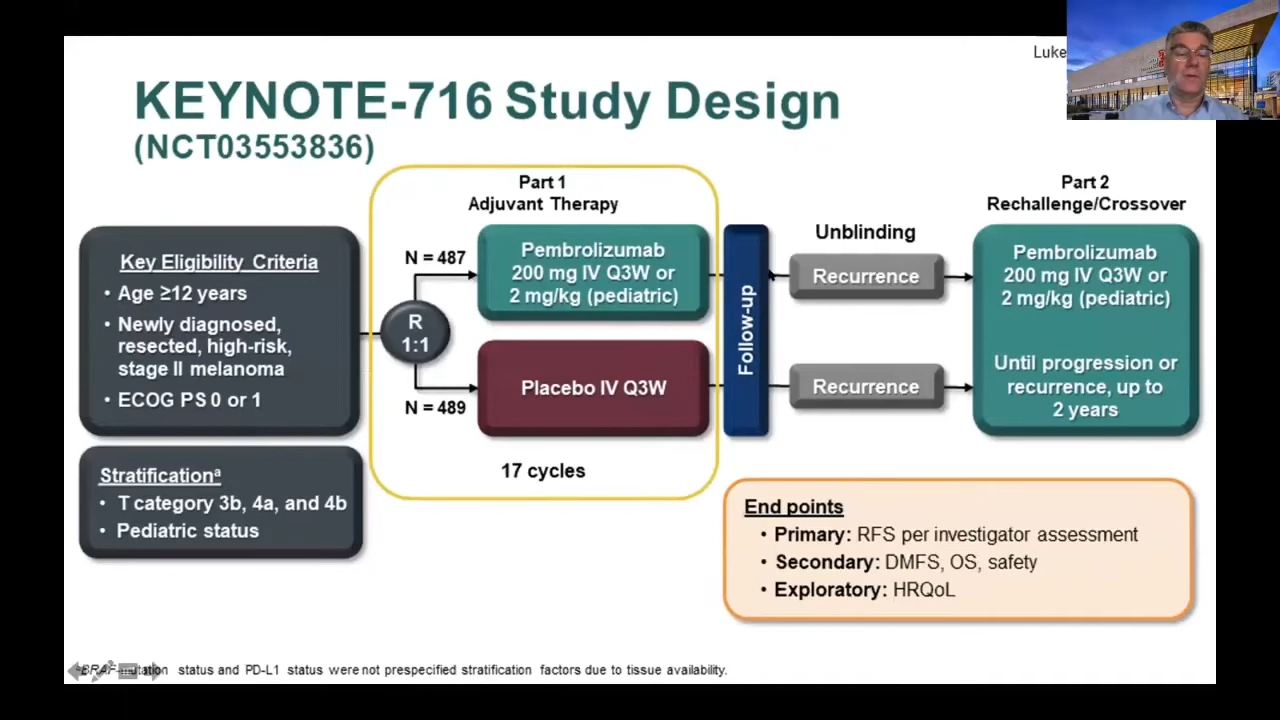 Luke
KEYNOTE-716 Study Design
(NCT03553836)
Key Eligibility Criteria
• Age ≥12 years
• Newly diagnosed,
resected, high-risk,
stage II melanoma
• ECOG PS 0 or 1
Stratificationᵃ
• T category 3b, 4a, and 4b
• Pediatric status
Part 1
Adjuvant Therapy
R
1:1
N = 487
Pembrolizumab
200 mg IV Q3W or
2 mg/kg (pediatric)
Placebo IV Q3W
N = 489
17 cycles
Follow-up
Unblinding
Recurrence
Recurrence
Part 2
Rechallenge/Crossover
Pembrolizumab
200 mg IV Q3W or
2 mg/kg (pediatric)
Until progression or
recurrence, up to
2 years
End points
• Primary: RFS per investigator assessment
• Secondary: DMFS, OS, safety
• Exploratory: HRQoL
ᵃBRAF-mutation status and PD-L1 status were not prespecified stratification factors due to tissue availability.